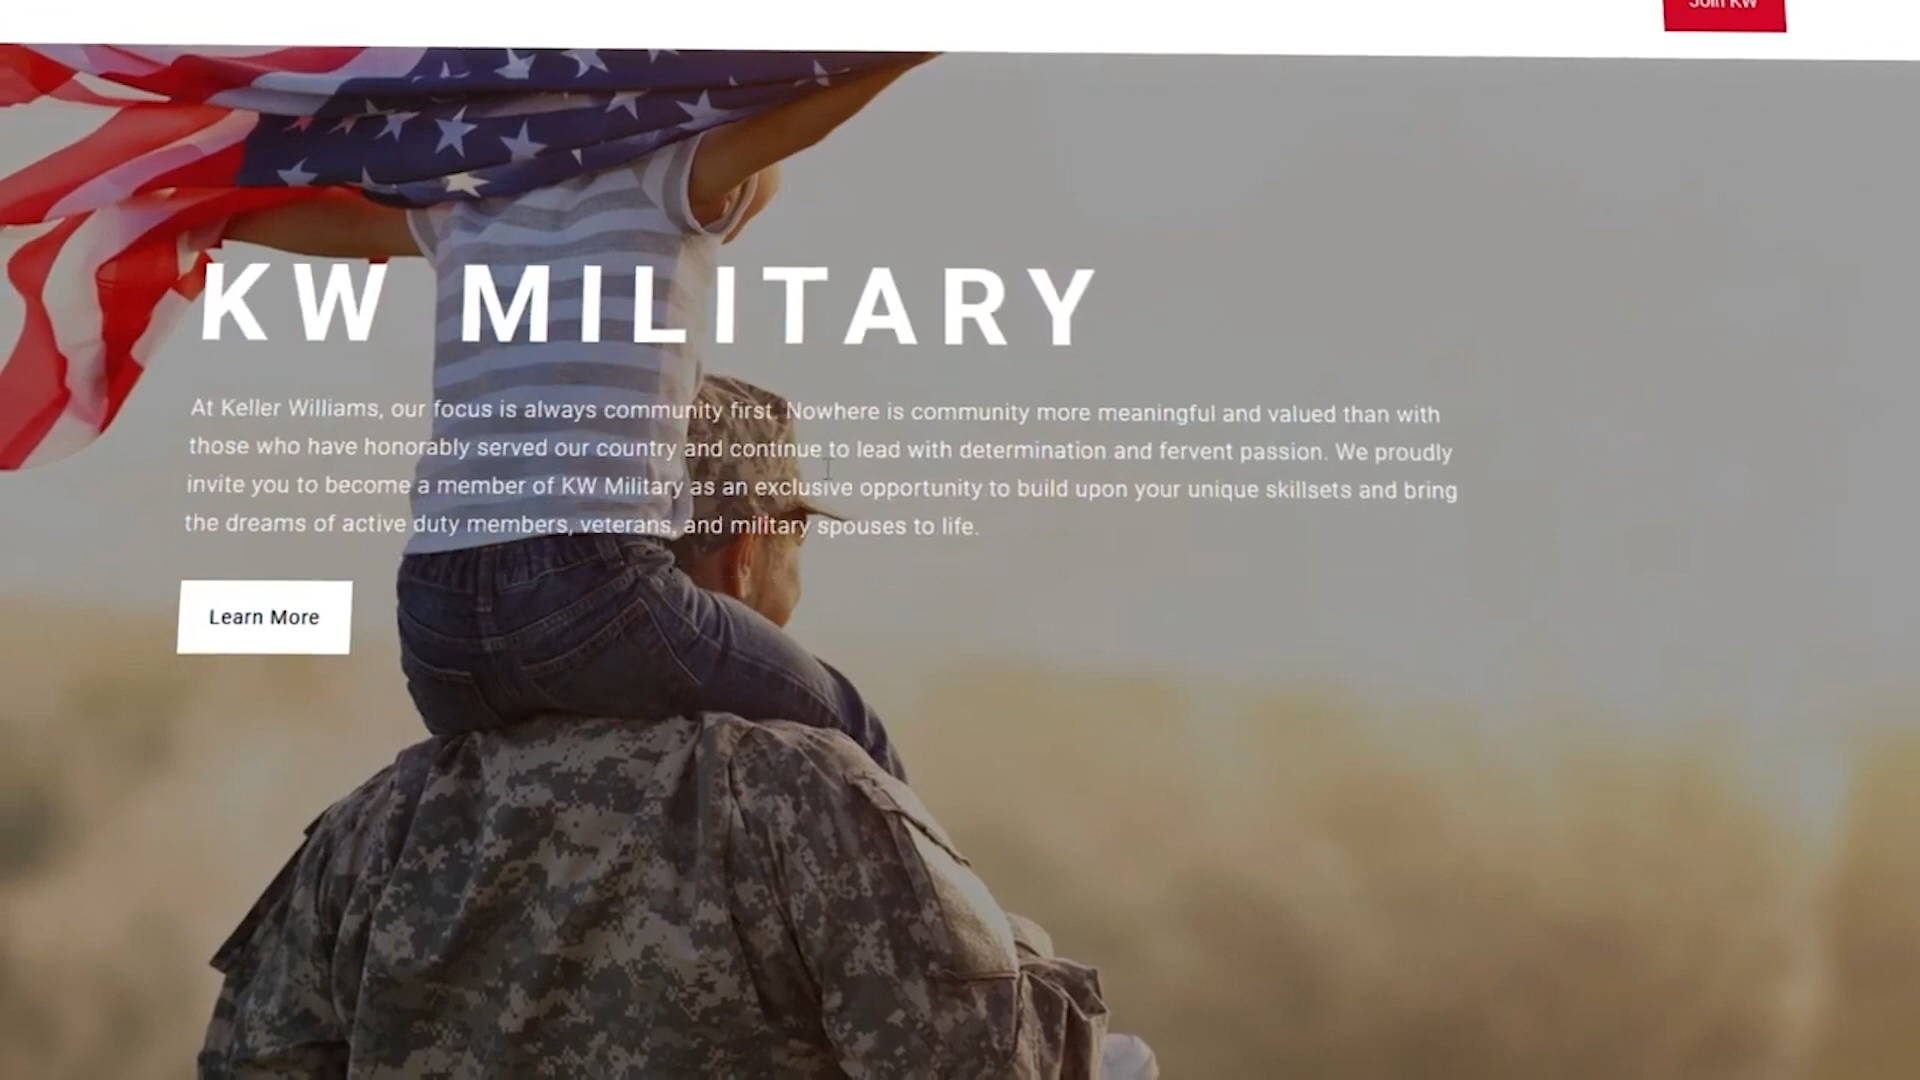 Join KW
KW MILITARY
At Keller Williams, our focus is always community first. Nowhere is community more meaningful and valued than with
those who have honorably served our country and continue to lead with determination and fervent passion. We proudly
invite you to become a member of KW Military as an exclusive opportunity to build upon your unique skillsets and bring
the dreams of active duty members, veterans, and military spouses to life.
Learn More